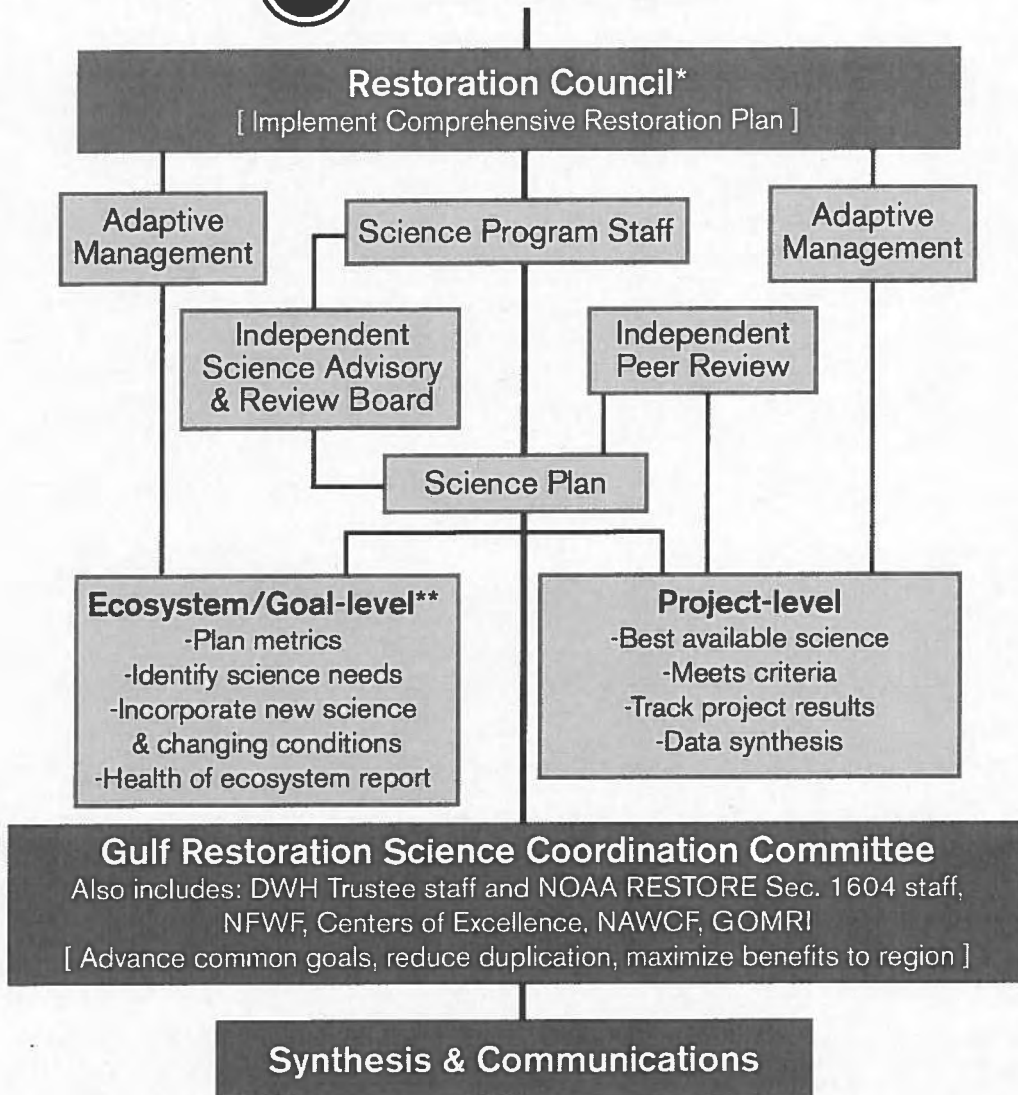 Restoration Council*
[ Implement Comprehensive Restoration Plan ]
Adaptive
Management
Science Program Staff
Adaptive
Management
Independent
Science Advisory
& Review Board
Independent
Peer Review
Science Plan
Ecosystem/Goal-level**
-Plan metrics
-Identify science needs
-Incorporate new science
& changing conditions
-Health of ecosystem report
Project-level
-Best available science
-Meets criteria
-Track project results
-Data synthesis
Gulf Restoration Science Coordination Committee
Also includes: DWH Trustee staff and NOAA RESTORE Sec. 1604 staff,
NFWF, Centers of Excellence, NAWCF, GOMRI
[ Advance common goals, reduce duplication, maximize benefits to region ]
Synthesis & Communications